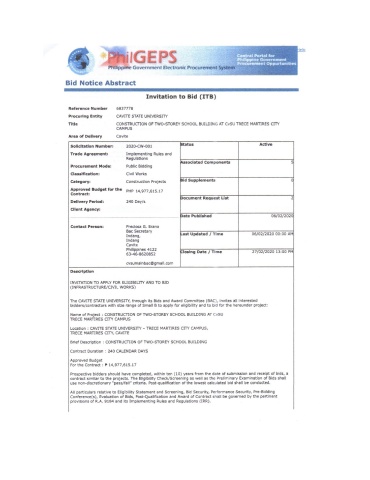 PhilGEPS
Philippine Government Electronic Procurement System
Central Portal for
Philippine Government
Procurement Opportunities
Bid Notice Abstract
Invitation to Bid (ITB)
Reference Number 6837778
Procuring Entity CAVITE STATE UNIVERSITY
Title CONSTRUCTION OF TWO-STOREY SCHOOL BUILDING AT CvSU TRECE MARTIRES CITY
CAMPUS
Area of Delivery Cavite
Solicitation Number: 2020-CW-001
Trade Agreement: Implementing Rules and
Regulations
Procurement Mode: Public Bidding
Classification: Civil Works
Category: Construction Projects
Approved Budget for the
Contract: PHP 14,977,615.17
Delivery Period: 240 Day/s
Client Agency:
Contact Person:
Bac Secretary
Indang,
Indang
Cavite
Philippines 4122
63-46-8620852
cvsumainbac@gmail.com
Status Active
Associated Components
Bid Supplements 0
Document Request List
Date Published 06/02/2020
Last Updated / Time 05/02/2020 00:00 AM
Closing Date / Time 27/02/2020 13:00 PM
Description
INVITATION TO APPLY FOR ELIGIBILITY AND TO BID
(INFRASTRUCTURE/CIVIL WORKS)
The CAVITE STATE UNIVERSITY, through its Bids and Award Committee (BAC), invites all interested
bidders/contractors with size range of Small B to apply for eligibility and to bid for the hereunder project:
Name of Project : CONSTRUCTION OF TWO-STOREY SCHOOL BUILDING AT CvSU
TRECE MARTIRES CITY CAMPUS
Location : CAVITE STATE UNIVERSITY – TRECE MARTIRES CITY CAMPUS,
TRECE MARTIRES CITY, CAVITE
Brief Description : CONSTRUCTION OF TWO-STOREY SCHOOL BUILDING
Contract Duration : 240 CALENDAR DAYS
Approved Budget
for the Contract : P 14,977,615.17
Prospective bidders should have completed, within ten (10) years from the date of submission and receipt of bids, a
contract similar to the projects. The Eligibility Check/Screening as well as the Preliminary Examination of Bids shall
use non-discretionary "pass/fail" criteria. Post-qualification of the lowest calculated bid shall be conducted.
All particulars relative to Eligibility Statement and Screening, Bid Security, Performance Security, Pre-Bidding
Conference(s), Evaluation of Bids, Post-Qualification and Award of Contract shall be governed by the pertinent
provisions of R.A. 9184 and its Implementing Rules and Regulations (IRR).